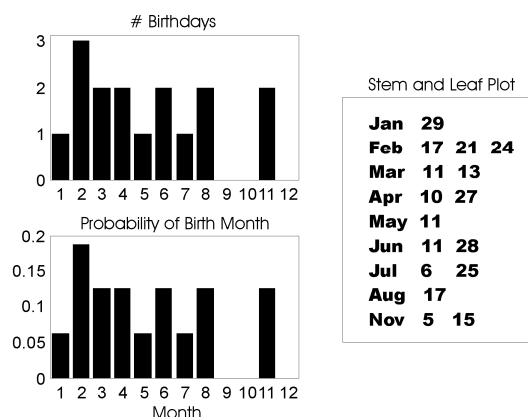 # Birthdays
3
2
1
0
1 2 3 4 5 6 7 8 9 10 11 12
Probability of Birth Month
0.2
0.15
0.1
0.05
0
1 2 3 4 5 6 7 8 9 10 11 12
Month
Stem and Leaf Plot
Jan 29
Feb 17 21 24
Mar 11 13
Apr 10 27
May 11
Jun 11 28
Jul 6 25
Aug 17
Nov 5 15